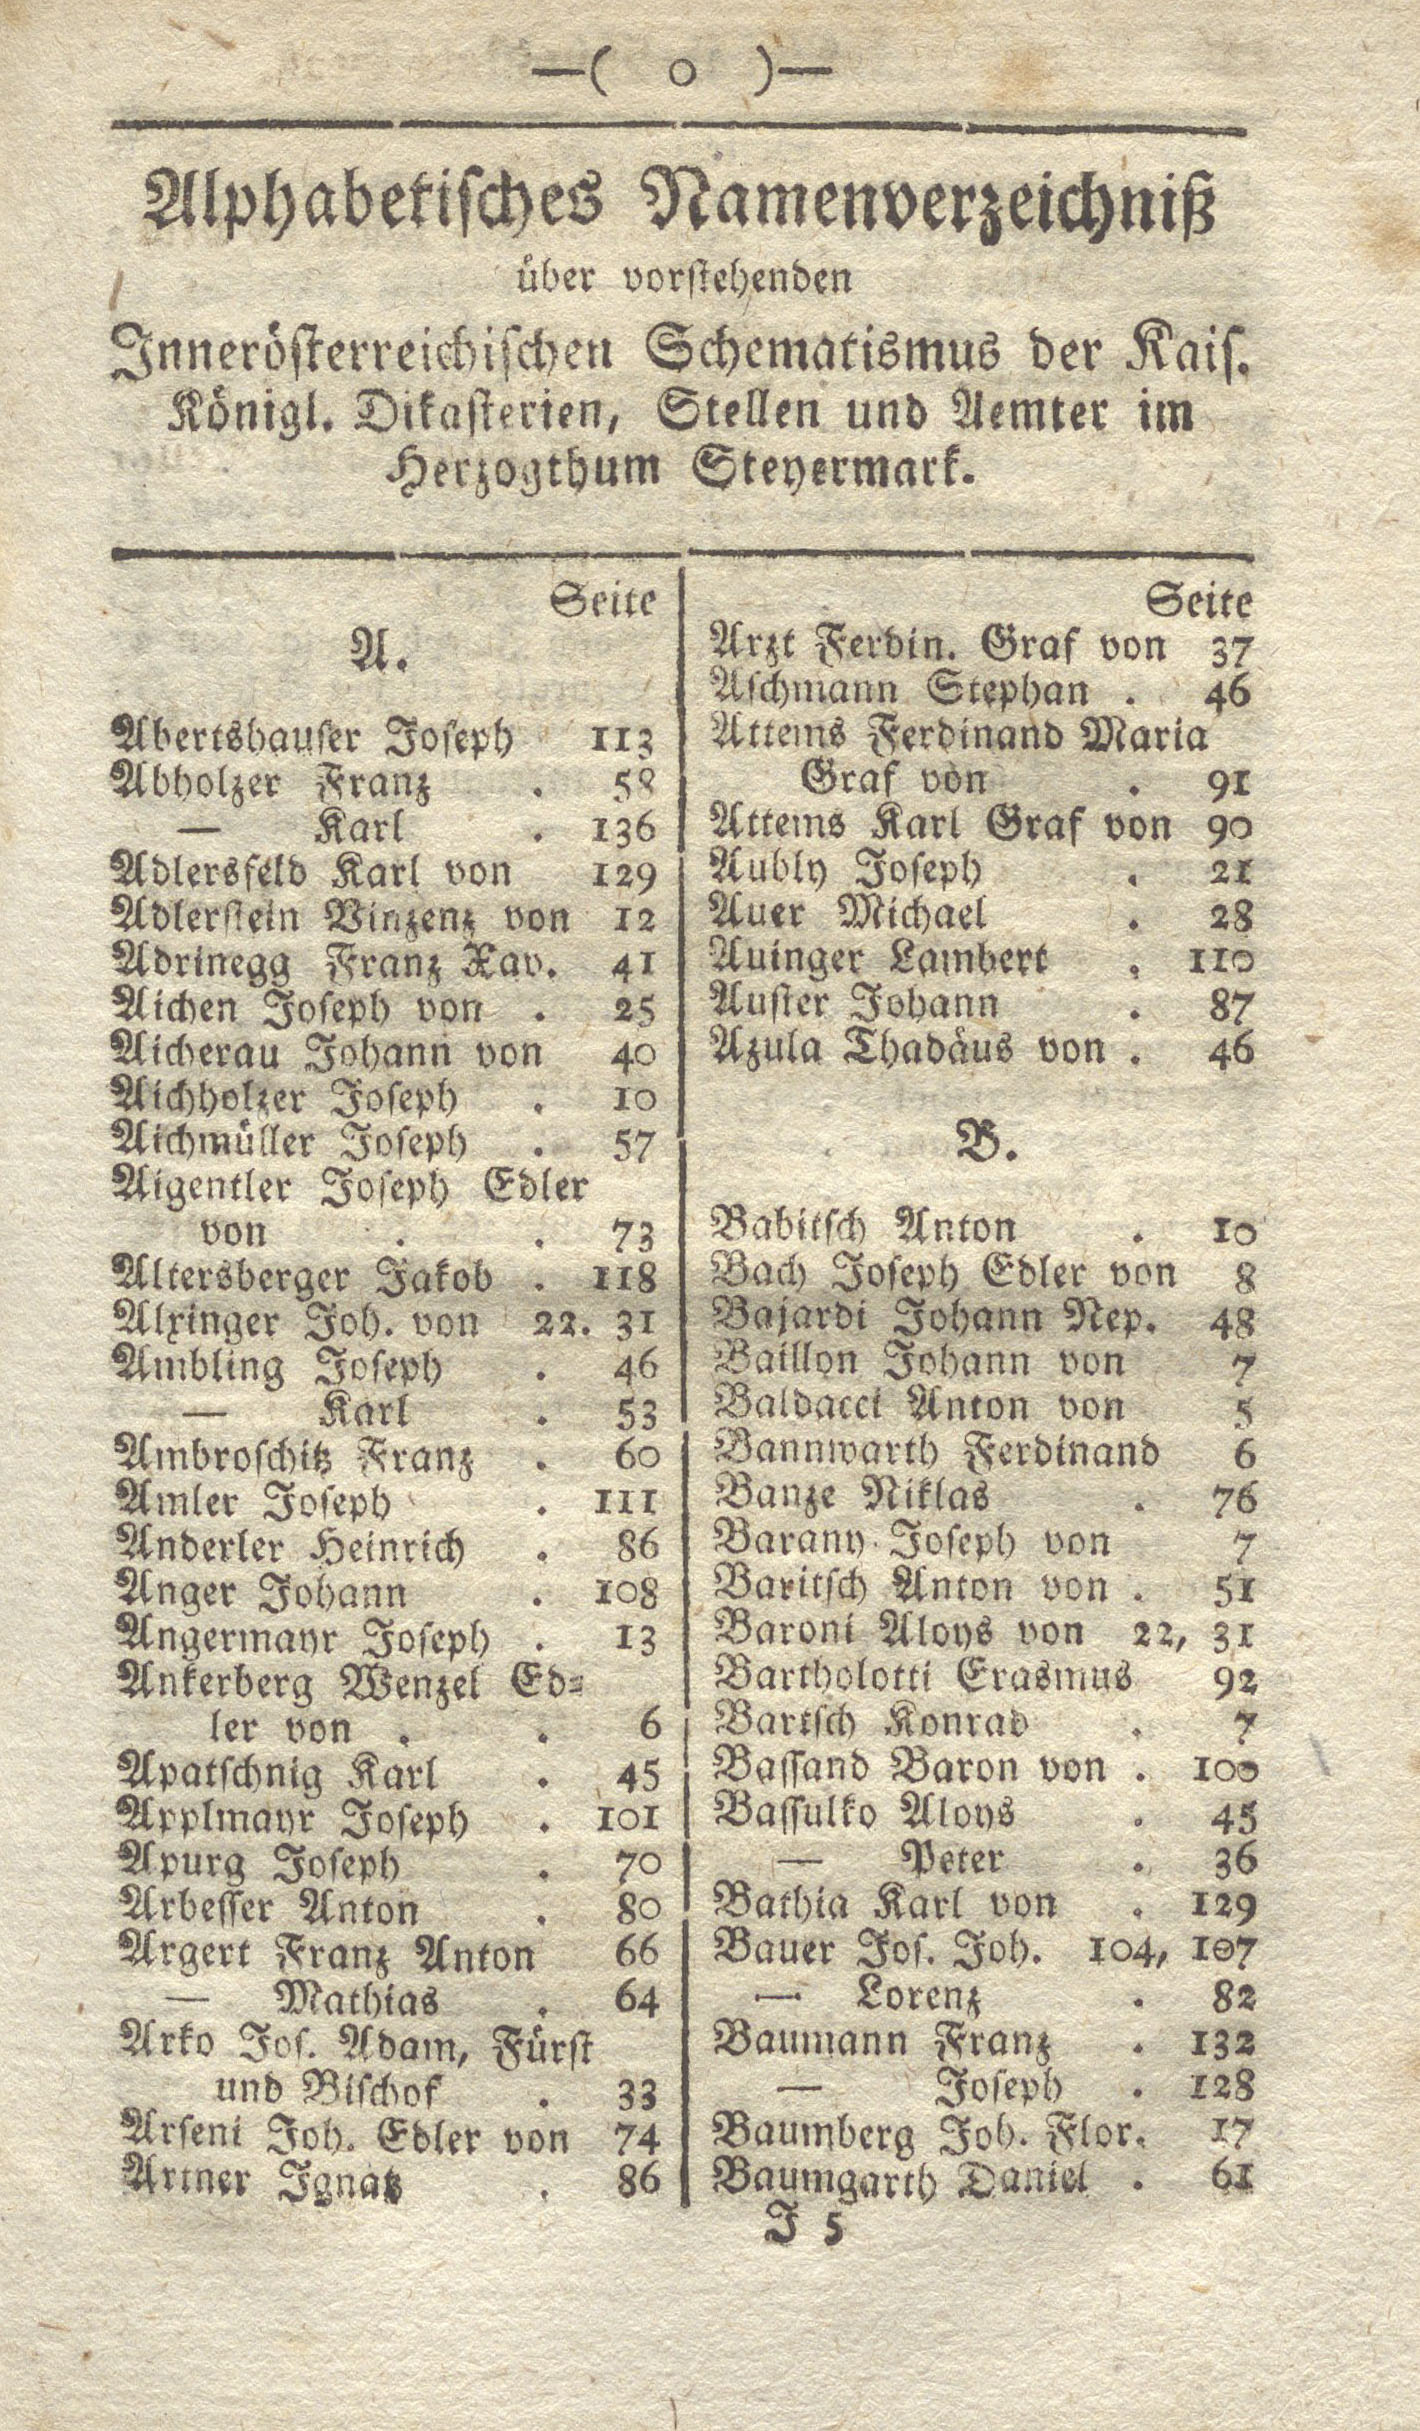 —( o )—
Alphabetisches Namenverzeichniß
über vorstehenden
Innerösterreichischen Schematismus der Kais.
Königl. Dikasterien, Stellen und Aemter im
Herzogthum Steyermark.
Seite
A.
Abertshauser Joseph 113
Abholzer Franz . 58
— Karl . 136
Adlersfeld Karl von 129
Adlerstein Vinzenz von 12
Adrinegg Franz Xav. 41
Aichen Joseph von . 25
Aicherau Johann von 40
Aichholzer Joseph . 10
Aichmüller Joseph . 57
Aigentler Joseph Edler
von . . 73
Altersberger Jakob . 118
Alxinger Joh. von 22. 31
Ambling Joseph . 46
— Karl . 53
Ambroschitz Franz . 60
Amler Joseph . 111
Anderler Heinrich . 86
Anger Johann . 108
Angermayr Joseph . 13
Ankerberg Wenzel Ed=
ler von . . 6
Apatschnig Karl . 45
Applmayr Joseph . 101
Apurg Joseph . 70
Arbesser Anton . 80
Argert Franz Anton 66
— Mathias . 64
Arko Jos. Adam, Fürst
und Bischof . 33
Arseni Joh. Edler von 74
Artner Ignatz . 86
Seite
Arzt Ferdin. Graf von 37
Aschmann Stephan . 46
Attems Ferdinand Maria
Graf von . 91
Attems Karl Graf von 90
Aubly Joseph . 21
Auer Michael . 28
Auinger Lambert . 110
Auster Johann . 87
Azula Thadäus von . 46
B.
Babitsch Anton . 10
Bach Joseph Edler von 8
Bajardi Johann Nep. 48
Baillon Johann von 7
Baldacci Anton von 5
Bannwarth Ferdinand 6
Banze Niklas . 76
Barany Joseph von 7
Baritsch Anton von . 51
Baroni Aloys von 22, 31
Bartholotti Erasmus 92
Bartsch Konrad . 7
Bassand Baron von . 100
Bassulko Aloys . 45
— Peter . 36
Bathia Karl von . 129
Bauer Jos. Joh. 104, 107
— Lorenz . 82
Baumann Franz . 132
— Joseph . 128
Baumberg Joh. Flor. 17
Baumgarth Daniel . 61
J 5